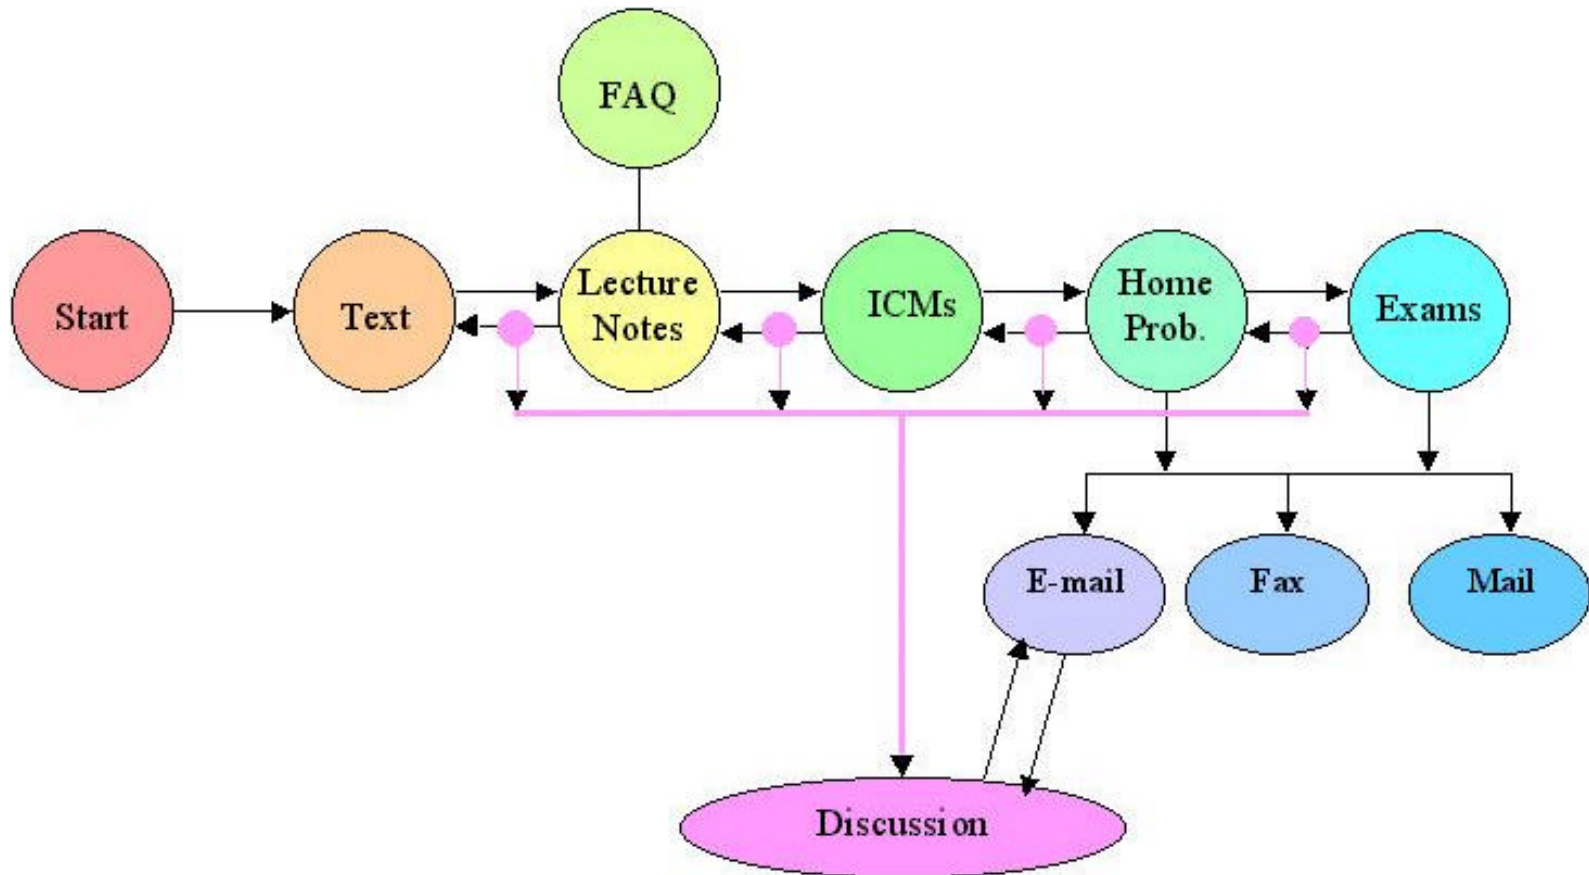 FAQ
Start
Text
Lecture
Notes
ICMs
Home
Prob.
Exams
E-mail
Fax
Mail
Discussion